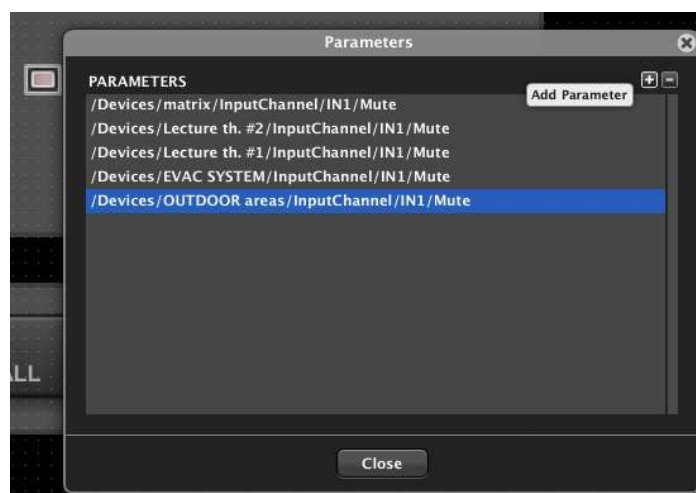 Parameters
PARAMETERS
Add Parameter
/Devices/matrix/InputChannel/IN1/Mute
/Devices/Lecture th. #2/InputChannel/IN1/Mute
/Devices/Lecture th. #1/InputChannel/IN1/Mute
/Devices/EVAC SYSTEM/InputChannel/IN1/Mute
/Devices/OUTDOOR areas/InputChannel/IN1/Mute
LL
Close